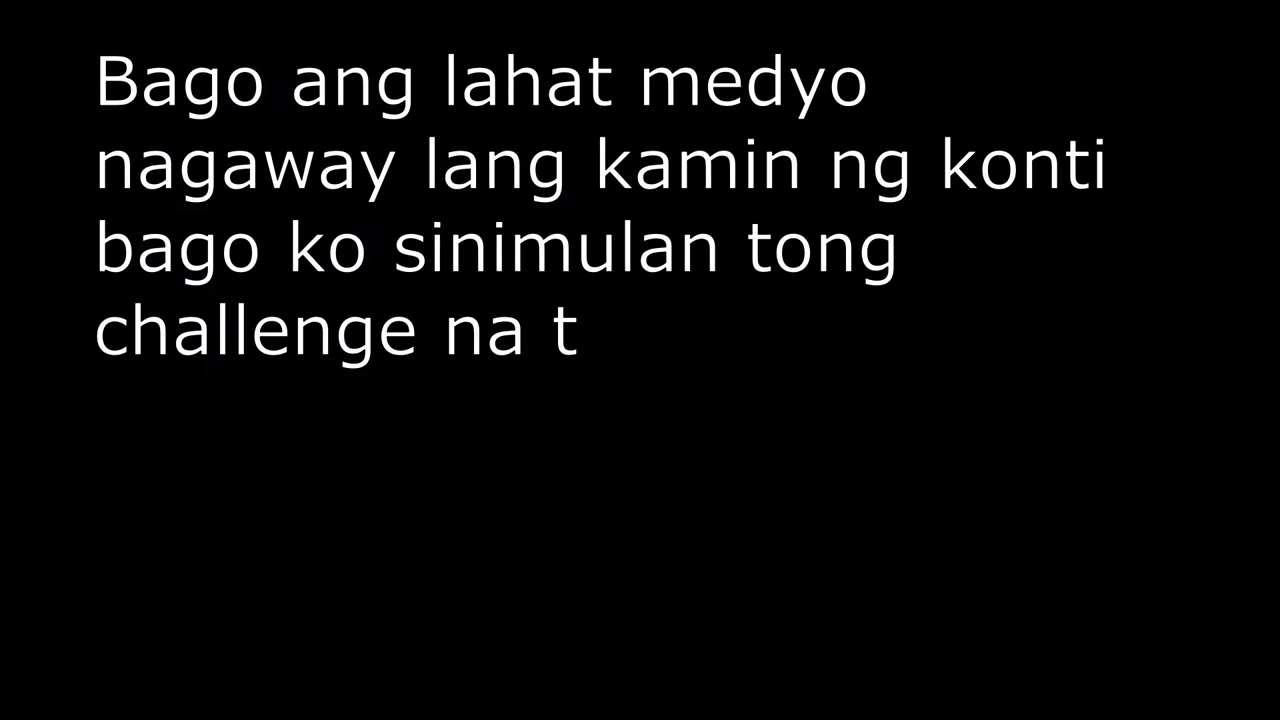 Bago ang lahat medyo
nagaway lang kamin ng konti
bago ko sinimulan tong
challenge na t